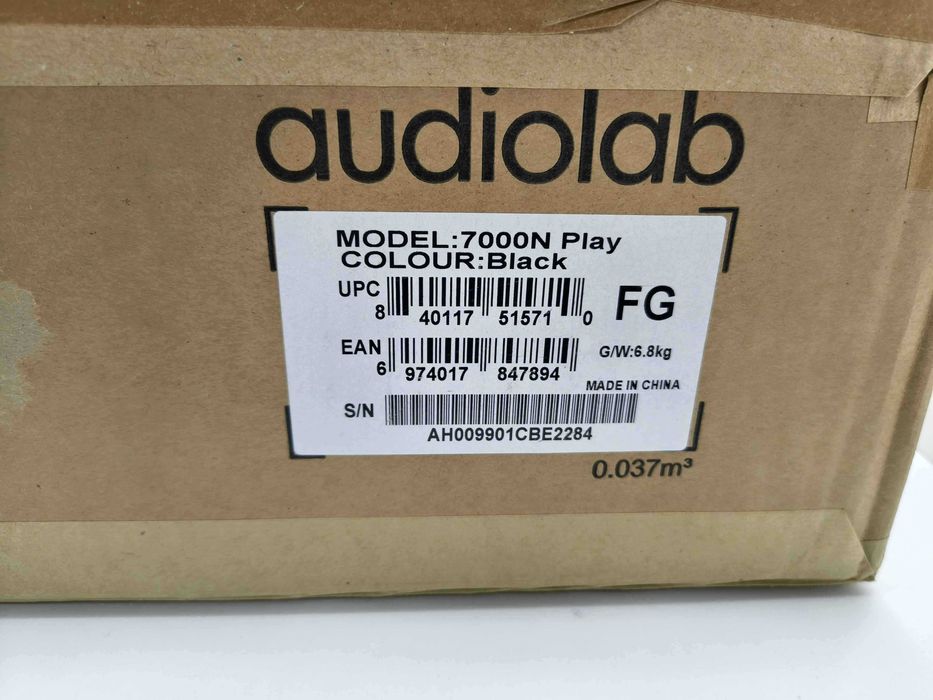 audiolab
MODEL:7000N Play
COLOUR:Black
UPC
8 40117 51571 0
FG
EAN
6 974017 847894
G/W:6.8kg
MADE IN CHINA
S/N
AH009901CBE2284
0.037m³